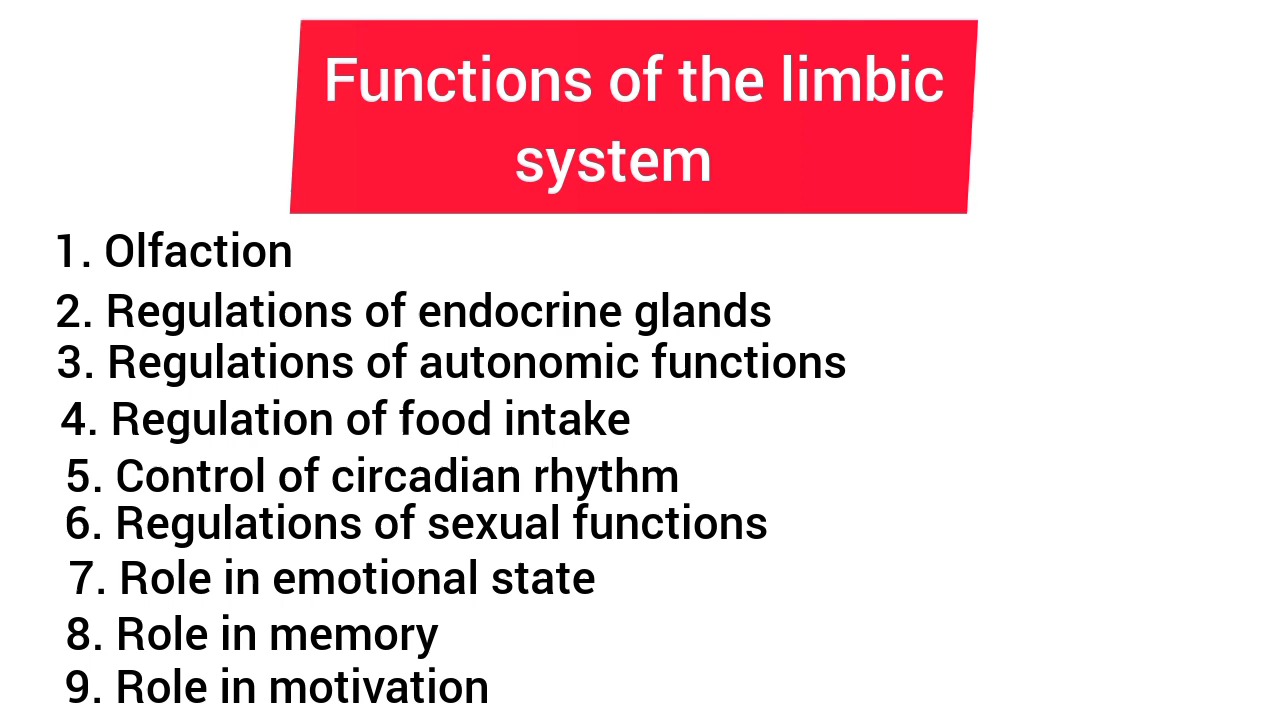 Functions of the limbic
system
1. Olfaction
2. Regulations of endocrine glands
3. Regulations of autonomic functions
4. Regulation of food intake
5. Control of circadian rhythm
6. Regulations of sexual functions
7. Role in emotional state
8. Role in memory
9. Role in motivation